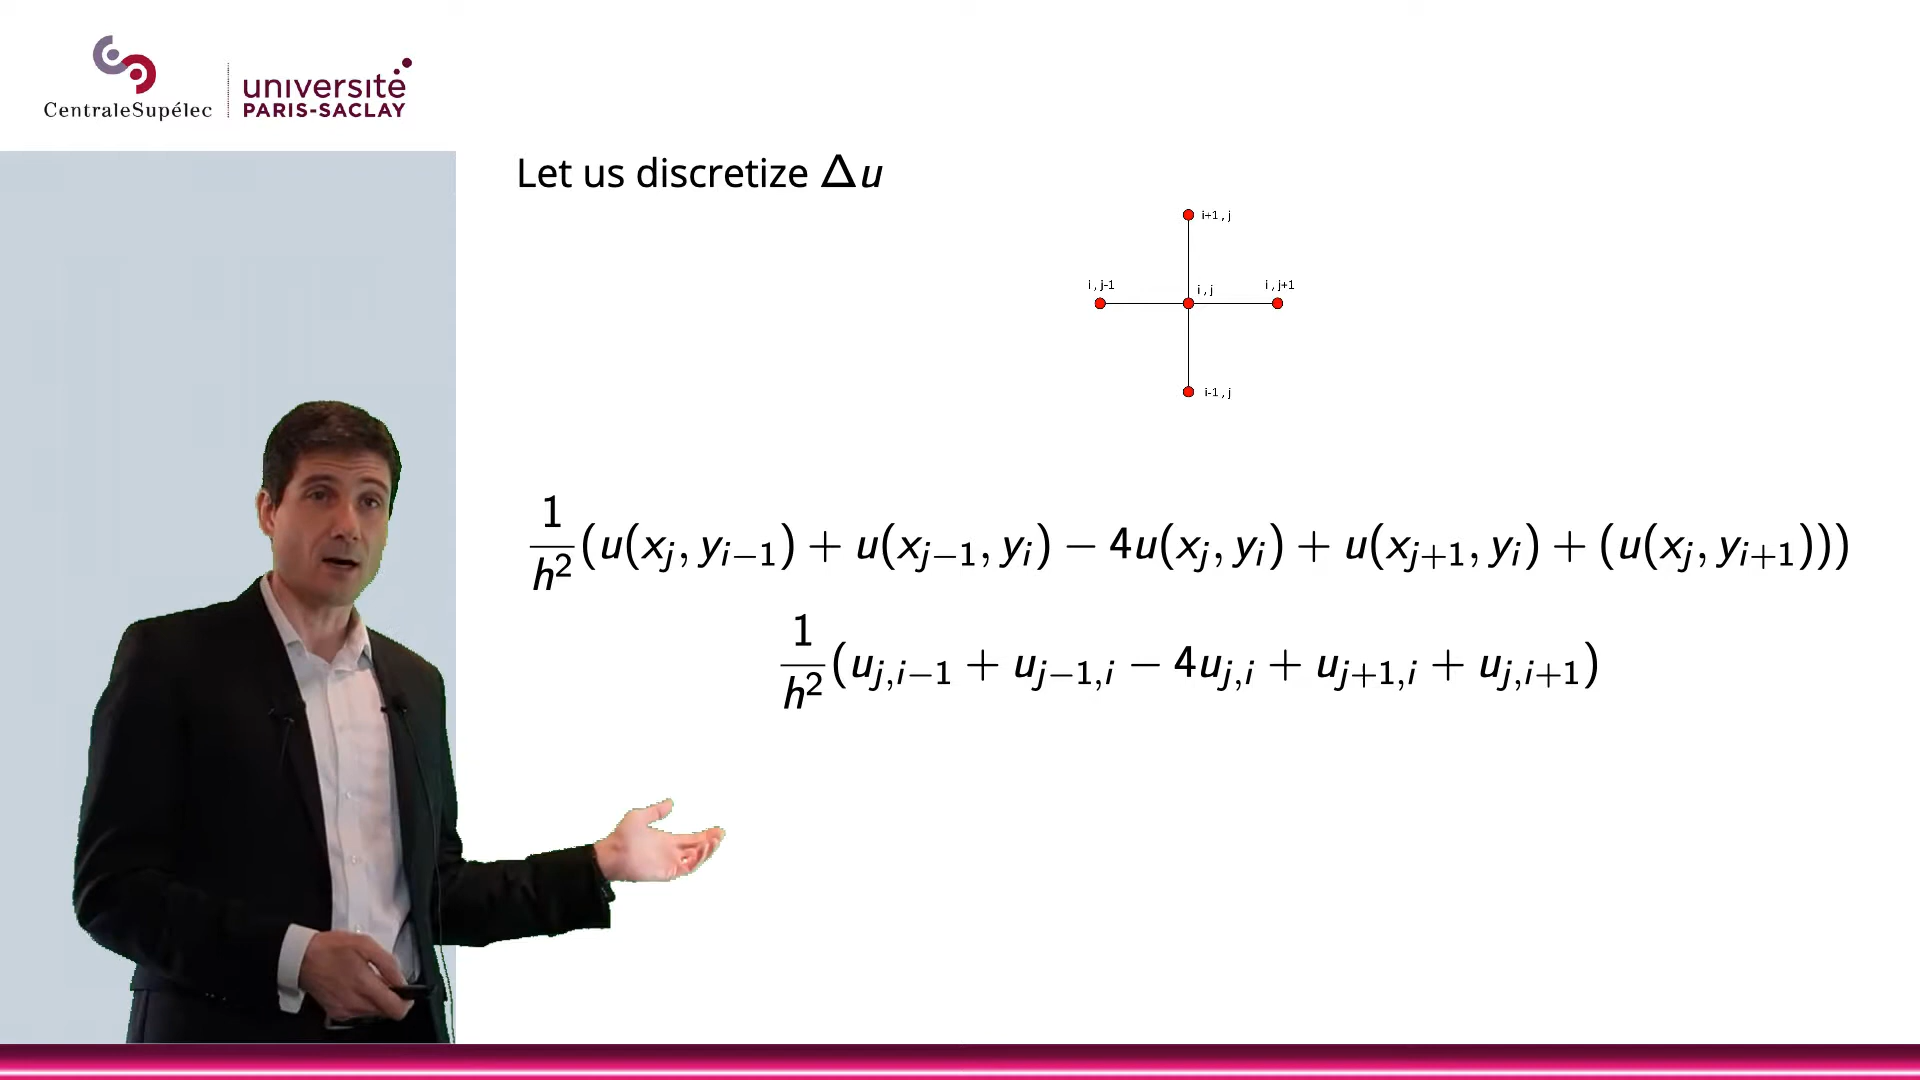 CentraleSupélec
université
PARIS-SACLAY
Let us discretize Δu
i+1 , j
i , j-1
i , j
i , j+1
i-1 , j
1/h² (u(x_j, y_{i−1}) + u(x_{j−1}, y_i) − 4u(x_j, y_i) + u(x_{j+1}, y_i) + (u(x_j, y_{i+1})))
1/h² (u_{j,i−1} + u_{j−1,i} − 4u_{j,i} + u_{j+1,i} + u_{j,i+1})